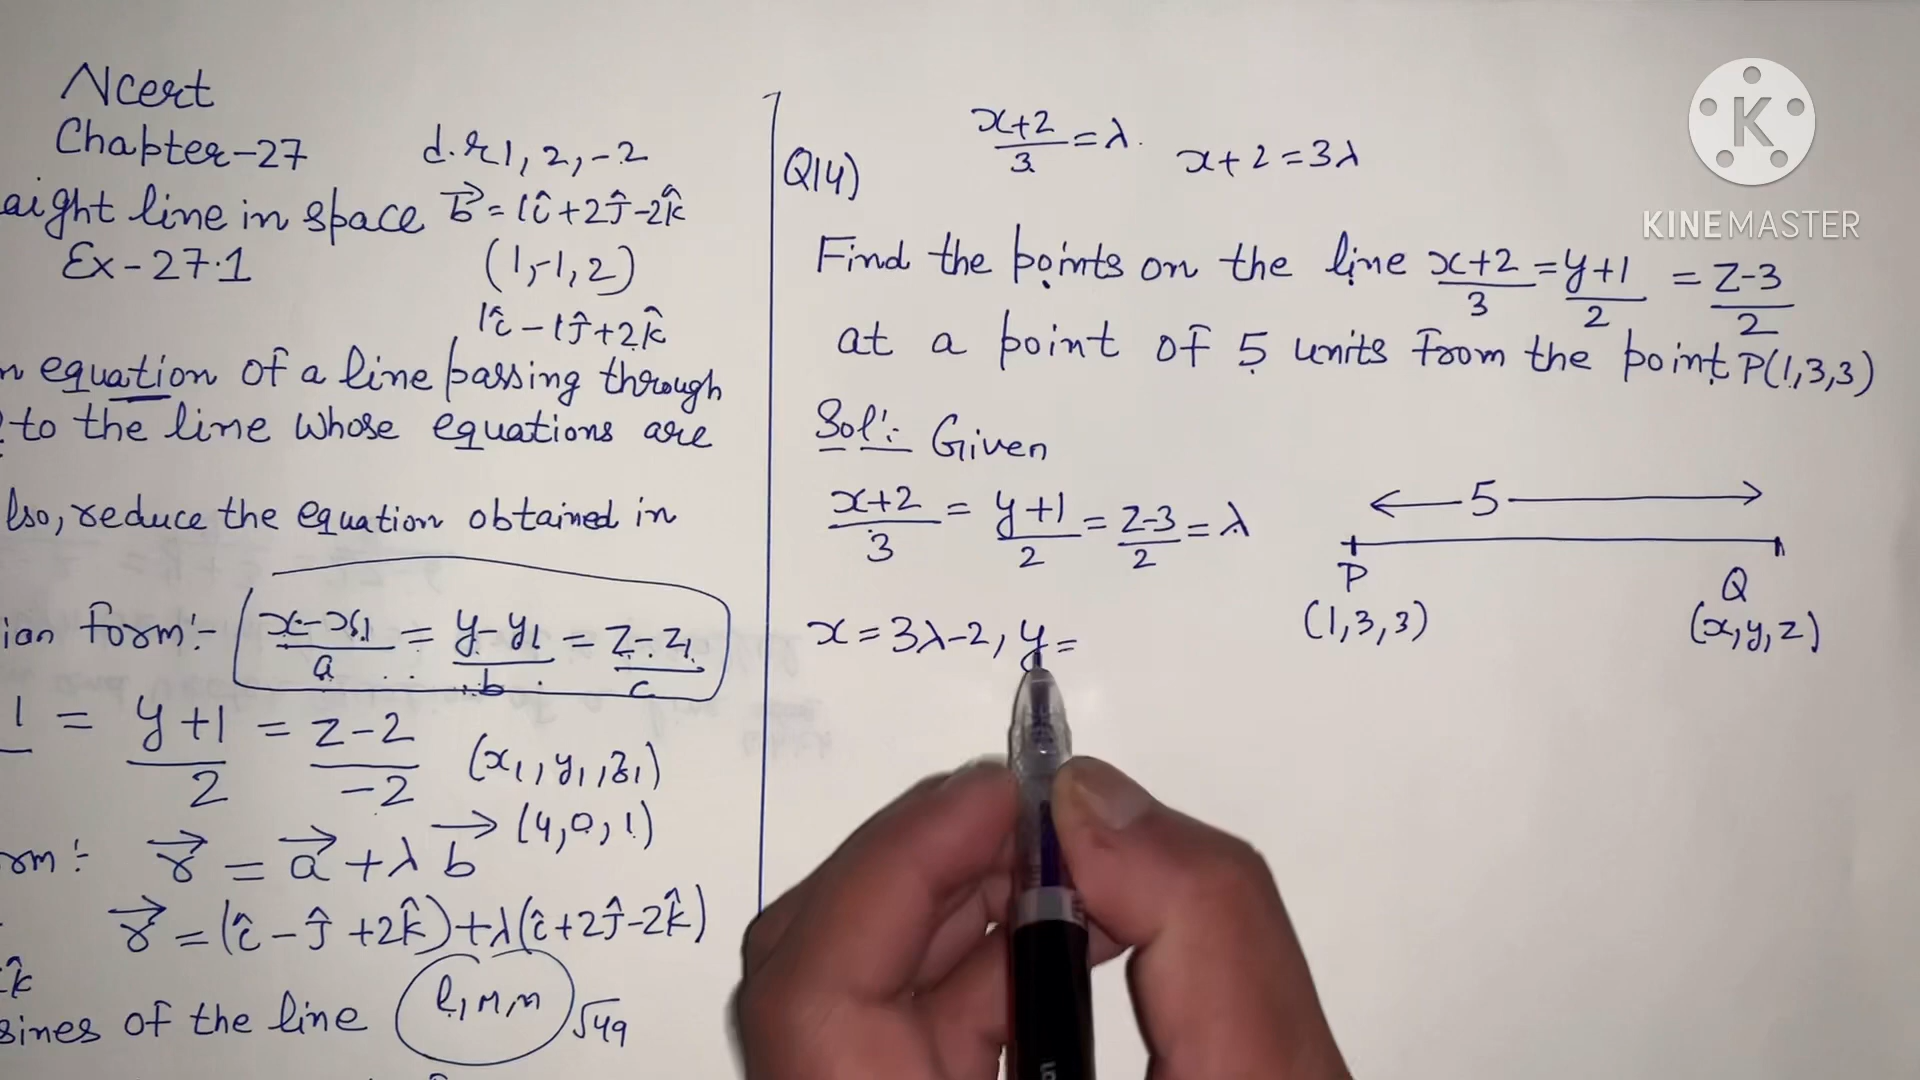 Ncert
Chapter-27
aight line in space
Ex-27.1
d.r 1, 2, -2
b⃗ = 1î+2ĵ-2k̂
(1,-1,2)
1î-1ĵ+2k̂
n equation of a line passing through
to the line whose equations are
lso, reduce the equation obtained in
ian form:- x-x₁/a = y-y₁/b = z-z₁/c
1 = y+1/2 = z-2/-2
(x₁, y₁, z₁)
(4,0,1)
orm:- r⃗ = a⃗+λb⃗
r⃗ = (î-ĵ+2k̂)+λ(î+2ĵ-2k̂)
k̂
sines of the line
l, m, n
√49
Q14)
x+2/3 = λ.
x+2=3λ
Find the points on the line x+2/3 = y+1/2 = z-3/2
at a point of 5 units from the point P(1,3,3)
Sol:- Given
x+2/3 = y+1/2 = z-3/2 = λ
x=3λ-2, y=
5
P
(1,3,3)
Q
(x,y,z)
K
KINEMASTER